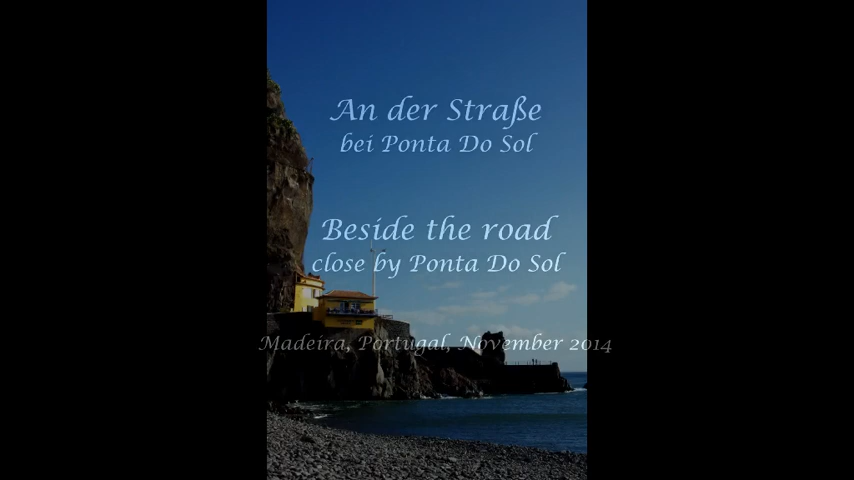 An der Straße
bei Ponta Do Sol
Beside the road
close by Ponta Do Sol
Madeira, Portugal, November 2014